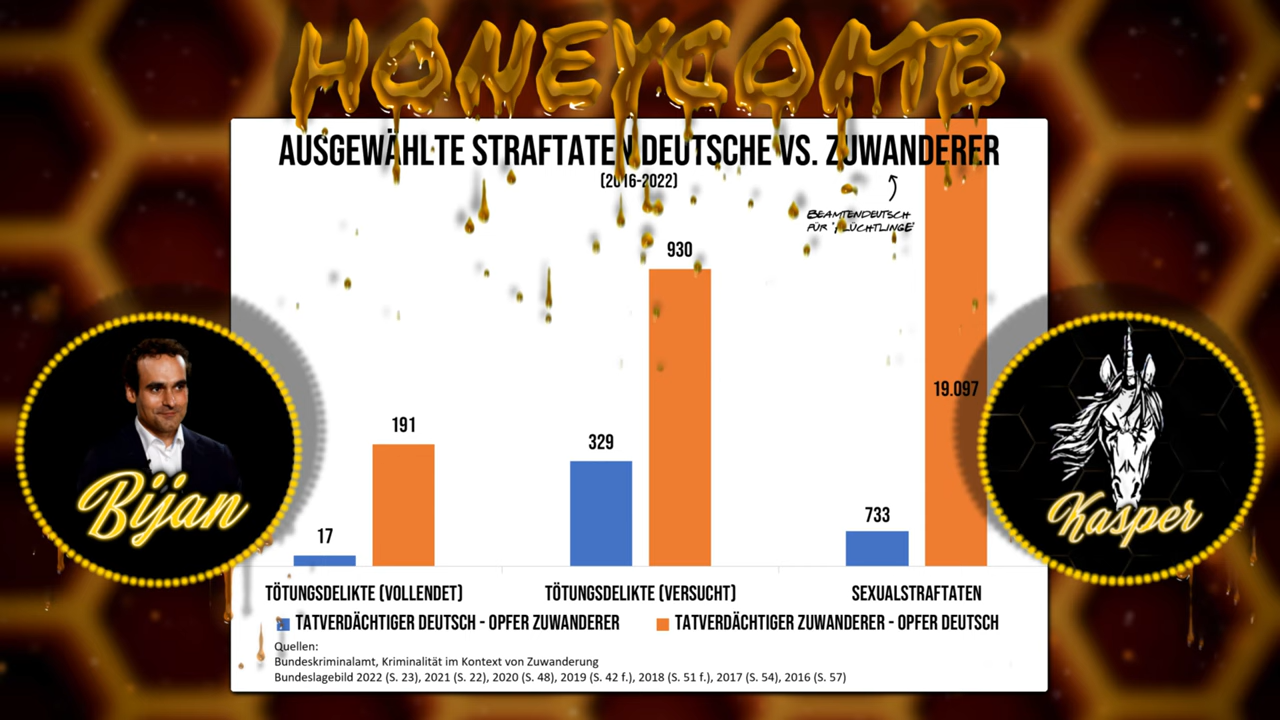 HONEYCOMB
AUSGEWÄHLTE STRAFTATEN DEUTSCHE VS. ZUWANDERER
(2016-2022)
BEAMTENDEUTSCH
FÜR "FLÜCHTLINGE"
930
19.097
191
329
17
733
Bijan
Kasper
TÖTUNGSDELIKTE (VOLLENDET) TÖTUNGSDELIKTE (VERSUCHT) SEXUALSTRAFTATEN
TATVERDÄCHTIGER DEUTSCH - OPFER ZUWANDERER TATVERDÄCHTIGER ZUWANDERER - OPFER DEUTSCH
Quellen:
Bundeskriminalamt, Kriminalität im Kontext von Zuwanderung
Bundeslagebild 2022 (S. 23), 2021 (S. 22), 2020 (S. 48), 2019 (S. 42 f.), 2018 (S. 51 f.), 2017 (S. 54), 2016 (S. 57)